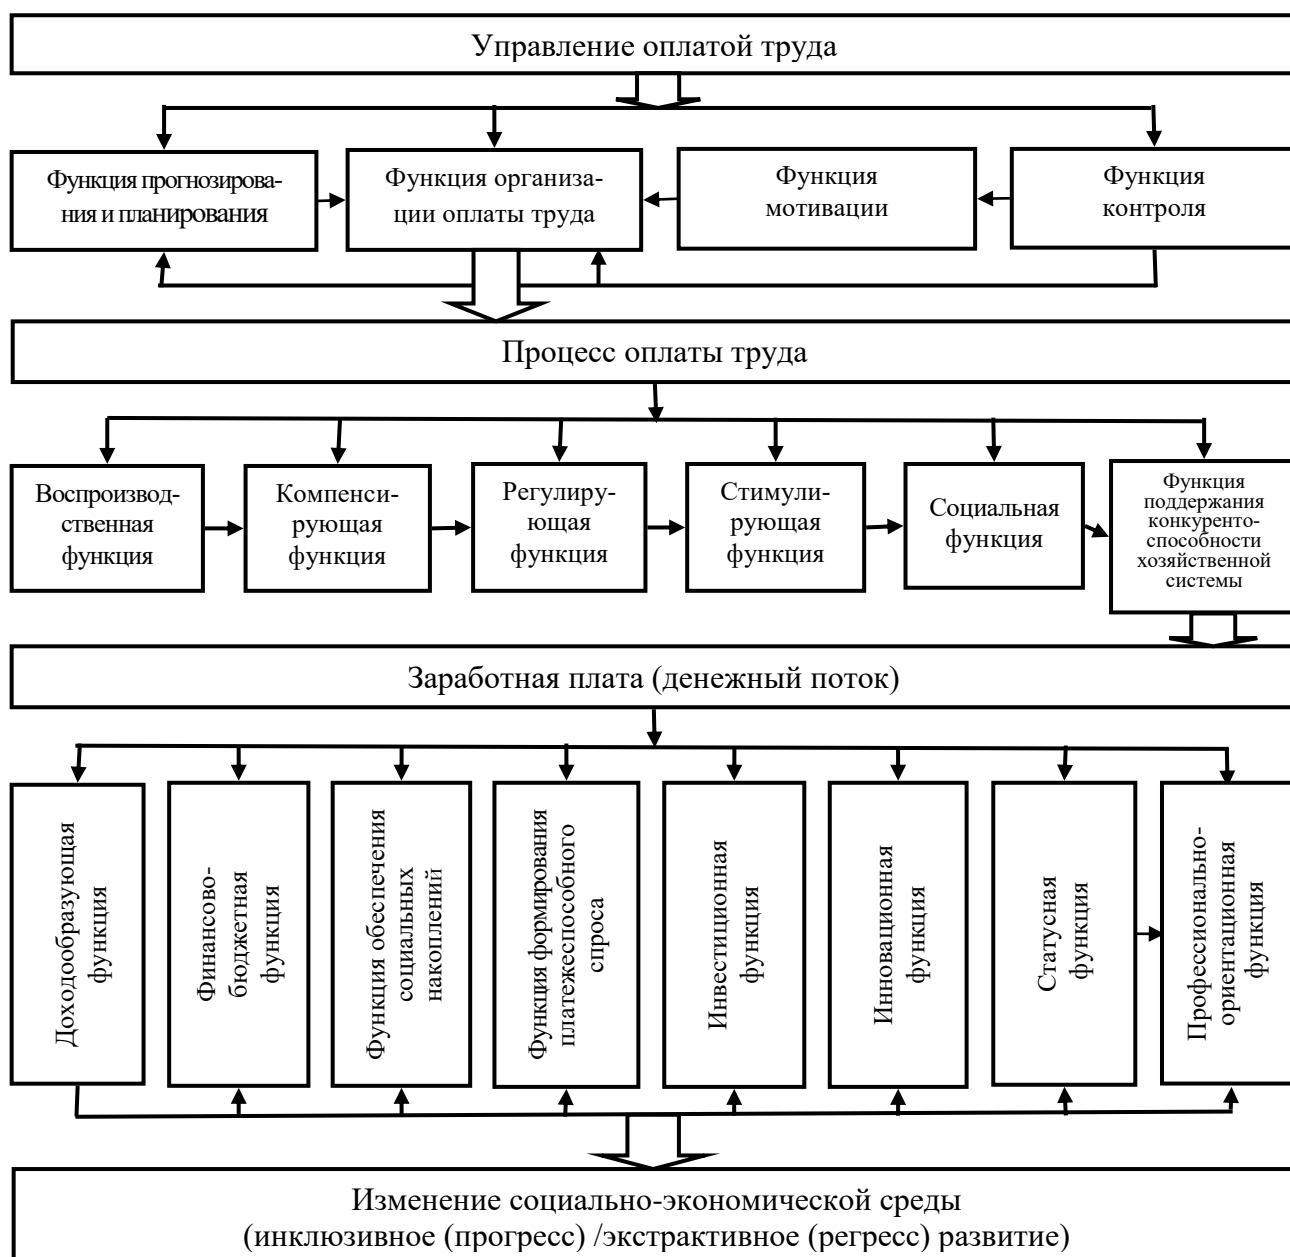 Управление оплатой труда
Функция прогнозирова-
ния и планирования
Функция организа-
ции оплаты труда
Функция
мотивации
Функция
контроля
Процесс оплаты труда
Воспроизвод-
ственная
функция
Компенси-
рующая
функция
Регулиру-
ющая
функция
Стимули-
рующая
функция
Социальная
функция
Функция
поддержания
конкуренто-
способности
хозяйственной
системы
Заработная плата (денежный поток)
Доходообразующая
функция
Финансово-
бюджетная
функция
Функция обеспечения
социальных
накоплений
Функция формирования
платежеспособного
спроса
Инвестиционная
функция
Инновационная
функция
Статусная
функция
Профессионально-
ориентационная
функция
Изменение социально-экономической среды
(инклюзивное (прогресс) /экстрактивное (регресс) развитие)